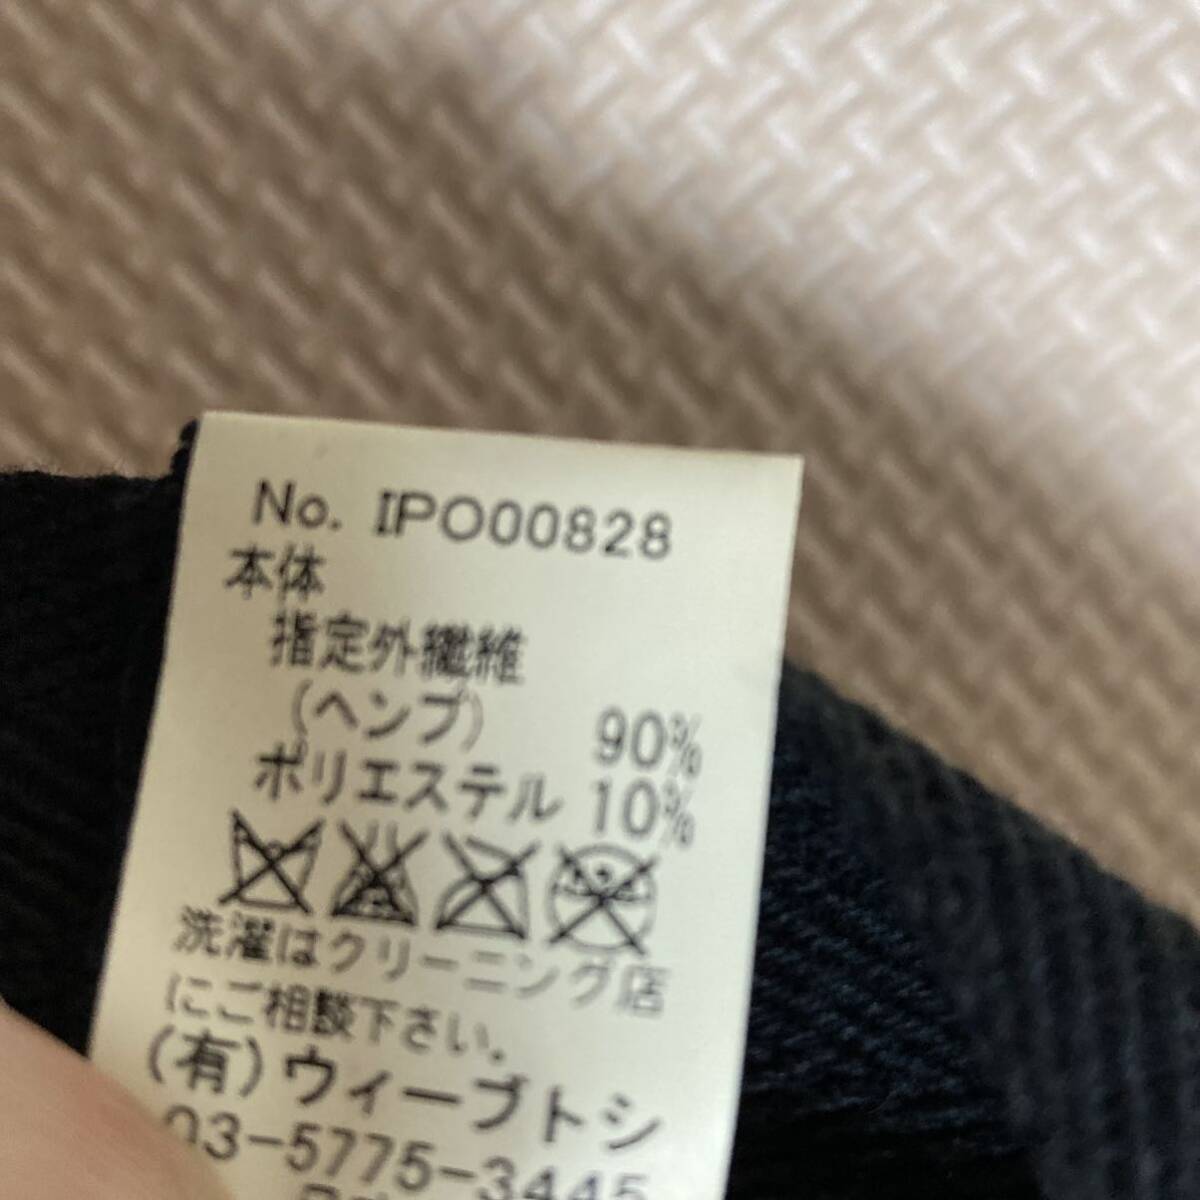 No. IPO00828
本体
指定外繊維
(ヘンプ) 90%
ポリエステル 10%
洗濯はクリーニング店
にご相談下さい。
(有)ウィーブトシ
03-5775-3445